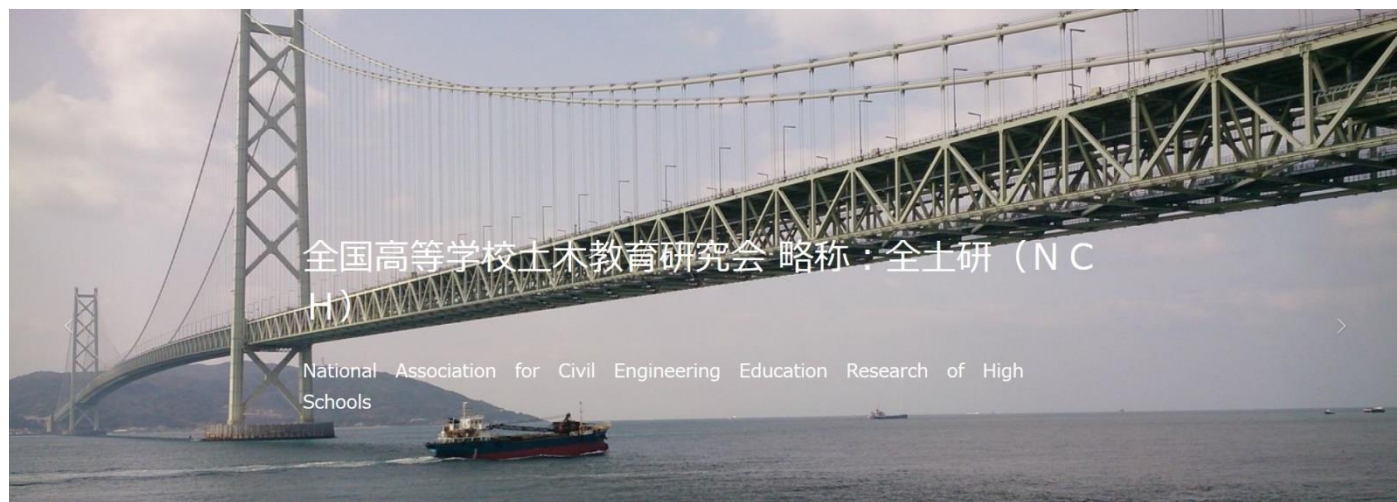 全国高等学校土木教育研究会 略称：全土研（ＮＣ
Ｈ）
National Association for Civil Engineering Education Research of High
Schools